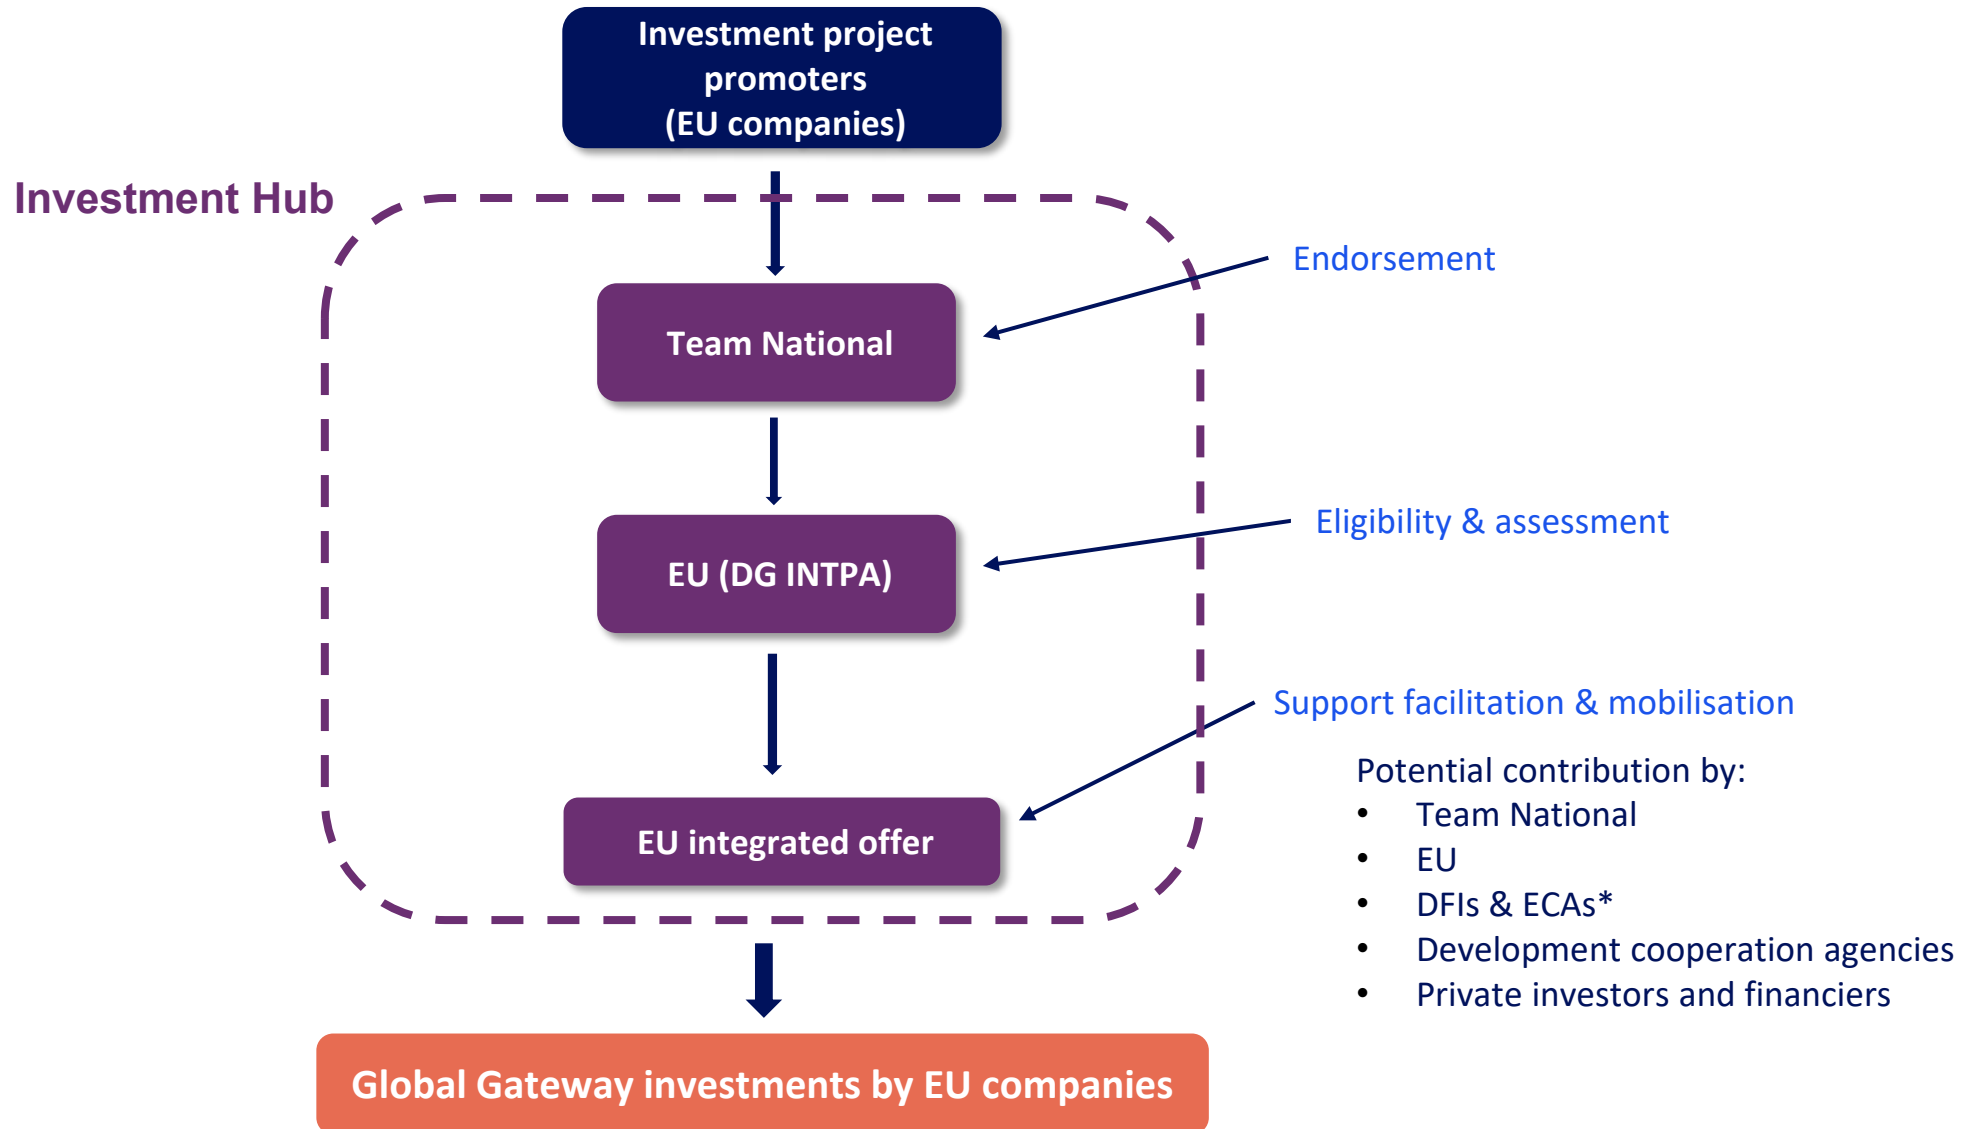 Investment project
promoters
(EU companies)
Investment Hub
Endorsement
Team National
Eligibility & assessment
EU (DG INTPA)
Support facilitation & mobilisation
Potential contribution by:
• Team National
• EU
• DFIs & ECAs*
• Development cooperation agencies
• Private investors and financiers
EU integrated offer
Global Gateway investments by EU companies